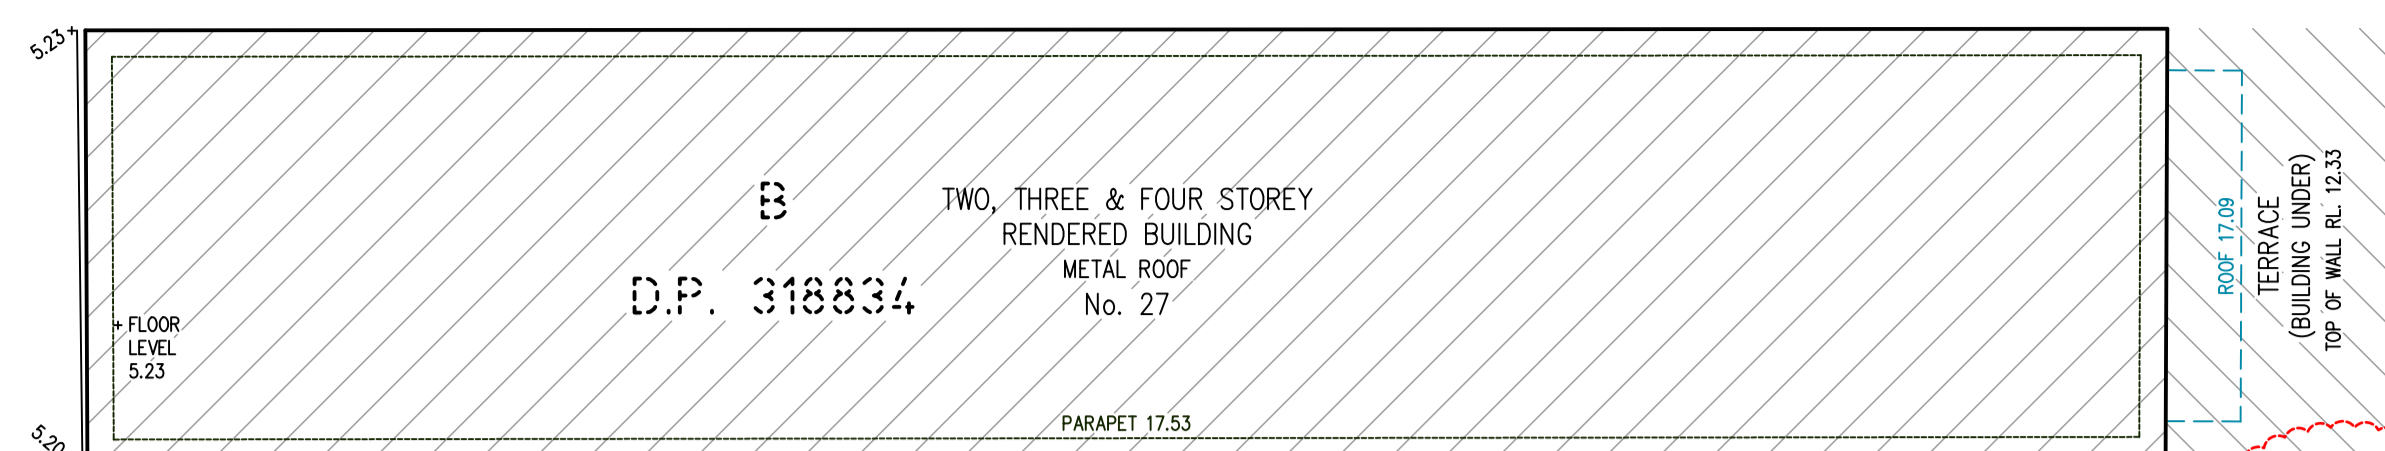 5.23
B
D.P. 318834
TWO, THREE & FOUR STOREY
RENDERED BUILDING
METAL ROOF
No. 27
+ FLOOR
LEVEL
5.23
PARAPET 17.53
5.20
ROOF 17.09
TERRACE
(BUILDING UNDER)
TOP OF WALL RL. 12.33